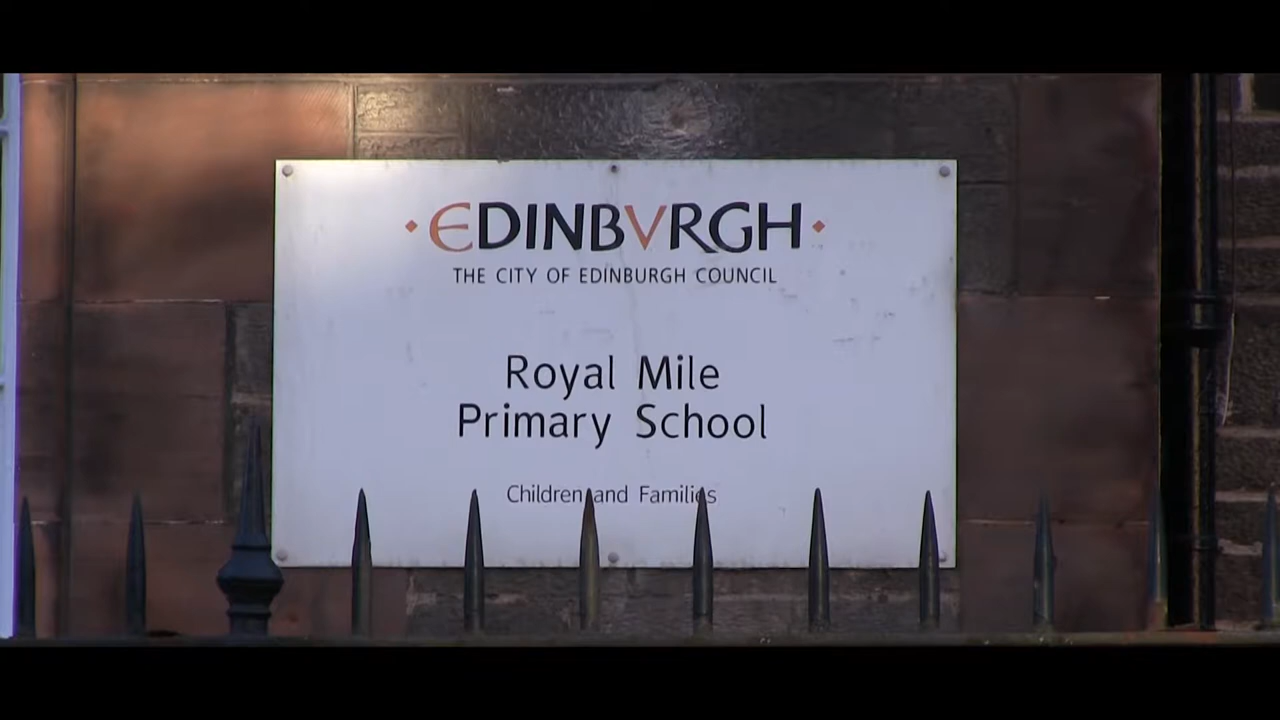 EDINBVRGH
THE CITY OF EDINBURGH COUNCIL
Royal Mile
Primary School
Children and Families